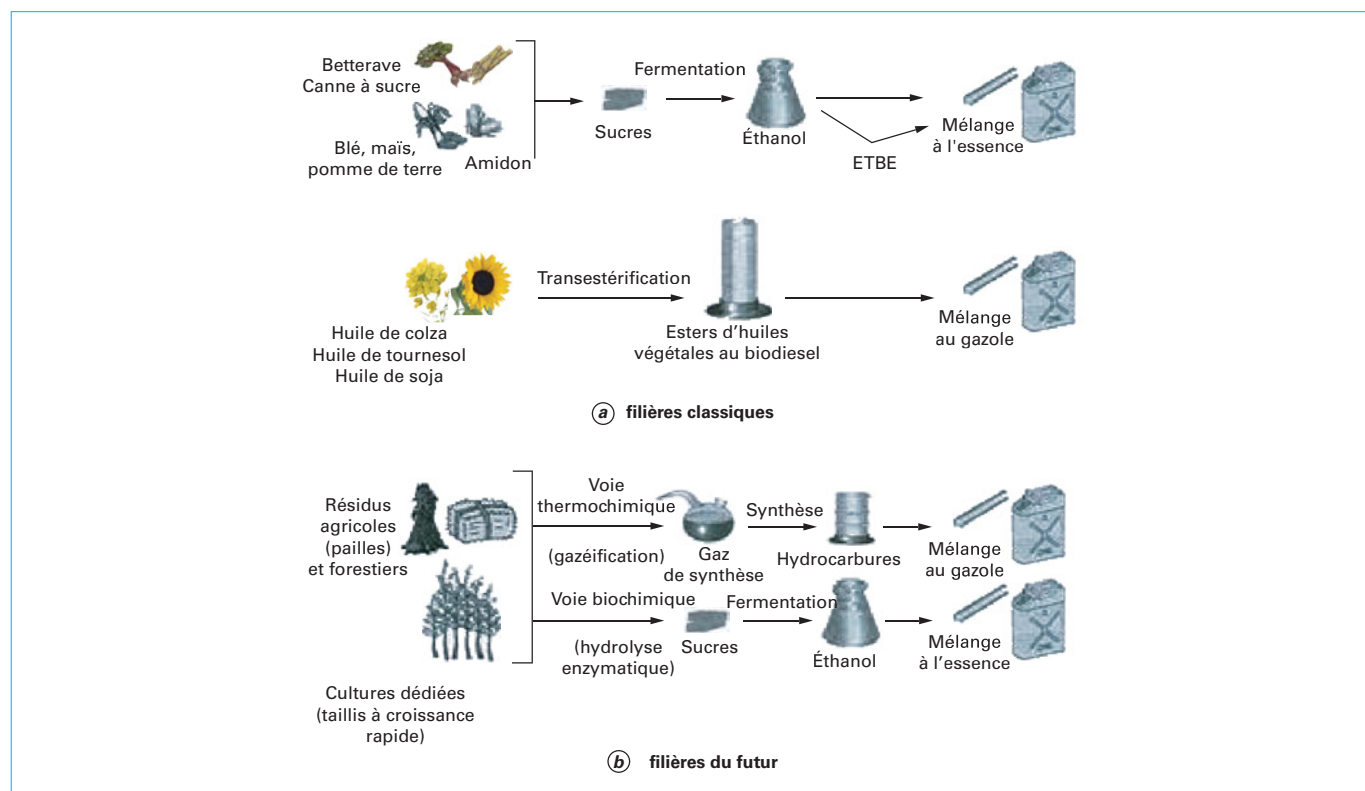 Betterave
Canne à sucre
Blé, maïs,
pomme de terre
Amidon
Sucres
Fermentation
Éthanol
ETBE
Mélange
à l'essence
Huile de colza
Huile de tournesol
Huile de soja
Transestérification
Esters d'huiles
végétales au biodiesel
Mélange
au gazole
a filières classiques
Résidus
agricoles
(pailles)
et forestiers
Cultures dédiées
(taillis à croissance
rapide)
Voie
thermochimique
(gazéification)
Gaz
de synthèse
Synthèse
Hydrocarbures
Mélange
au gazole
Voie biochimique
(hydrolyse
enzymatique)
Sucres
Fermentation
Éthanol
Mélange
à l'essence
b filières du futur